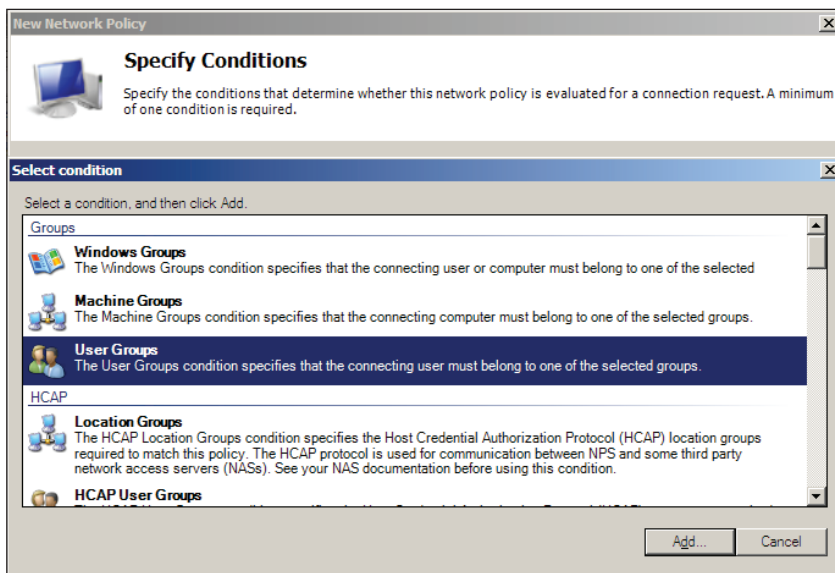 New Network Policy
Specify Conditions
Specify the conditions that determine whether this network policy is evaluated for a connection request. A minimum
of one condition is required.
Select condition
Select a condition, and then click Add.
Groups
Windows Groups
The Windows Groups condition specifies that the connecting user or computer must belong to one of the selected
Machine Groups
The Machine Groups condition specifies that the connecting computer must belong to one of the selected groups.
User Groups
The User Groups condition specifies that the connecting user must belong to one of the selected groups.
HCAP
Location Groups
The HCAP Location Groups condition specifies the Host Credential Authorization Protocol (HCAP) location groups
required to match this policy. The HCAP protocol is used for communication between NPS and some third party
network access servers (NASs). See your NAS documentation before using this condition.
HCAP User Groups
Add...
Cancel